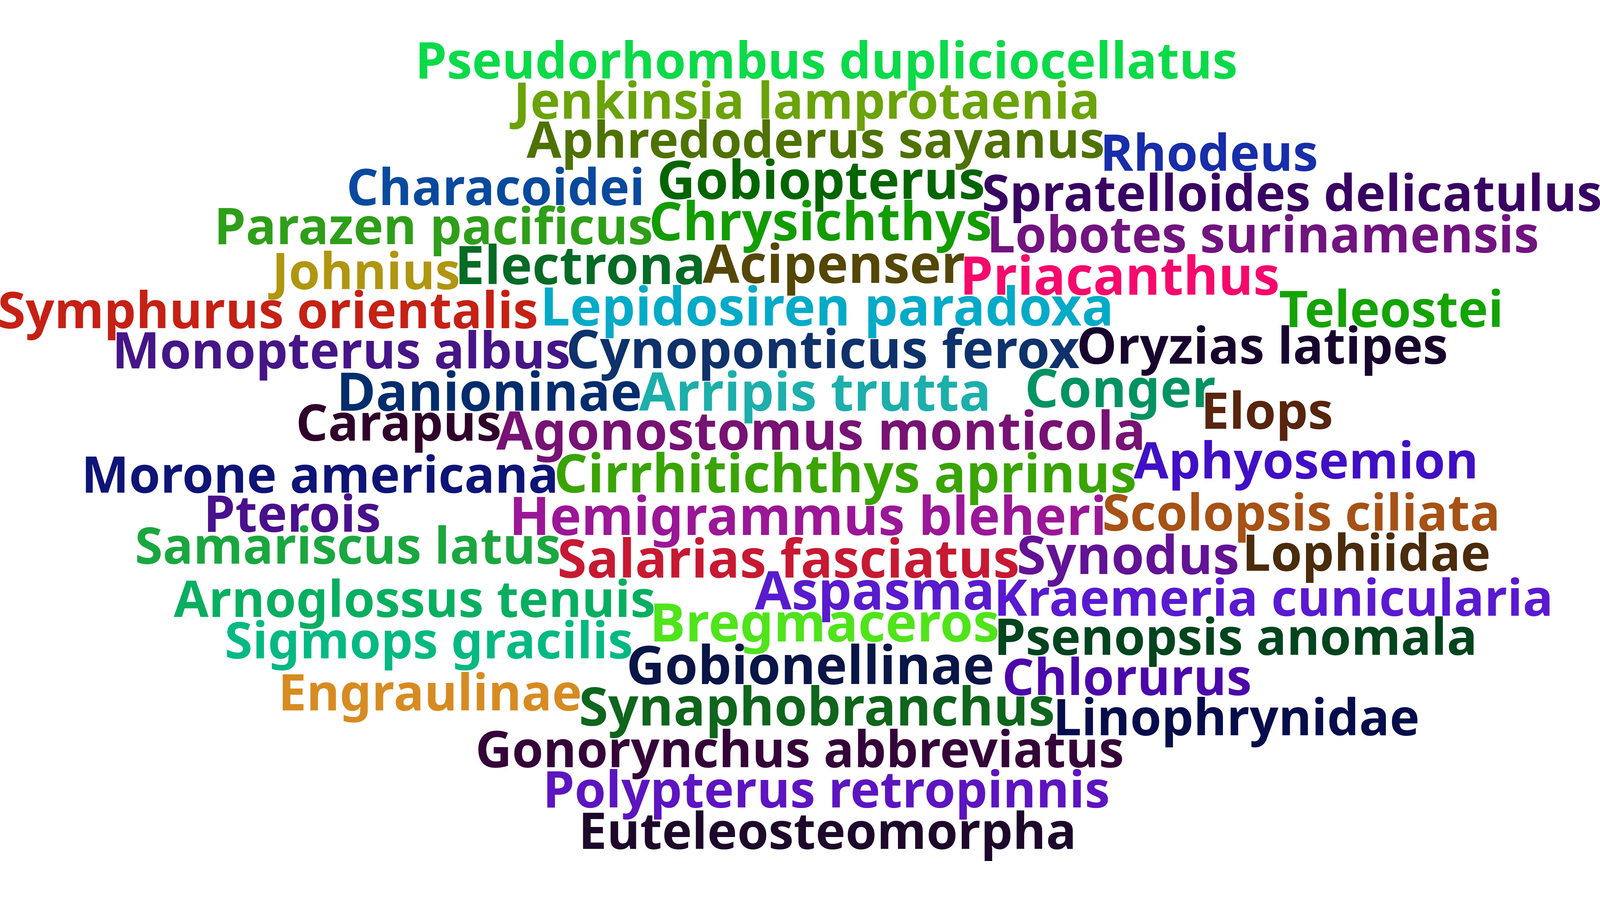 Pseudorhombus dupliciocellatus
Jenkinsia lamprotaenia
Aphredoderus sayanus
Rhodeus
Characoidei
Gobiopterus
Spratelloides delicatulus
Parazen pacificus
Chrysichthys
Lobotes surinamensis
Johnius
Electrona
Acipenser
Priacanthus
Symphurus orientalis
Lepidosiren paradoxa
Teleostei
Monopterus albus
Cynoponticus ferox
Oryzias latipes
Danioninae
Arripis trutta
Conger
Elops
Carapus
Agonostomus monticola
Morone americana
Cirrhitichthys aprinus
Aphyosemion
Pterois
Hemigrammus bleheri
Scolopsis ciliata
Samariscus latus
Salarias fasciatus
Synodus
Lophiidae
Arnoglossus tenuis
Aspasma
Kraemeria cunicularia
Sigmops gracilis
Bregmaceros
Psenopsis anomala
Gobionellinae
Chlorurus
Engraulinae
Synaphobranchus
Linophrynidae
Gonorynchus abbreviatus
Polypterus retropinnis
Euteleosteomorpha